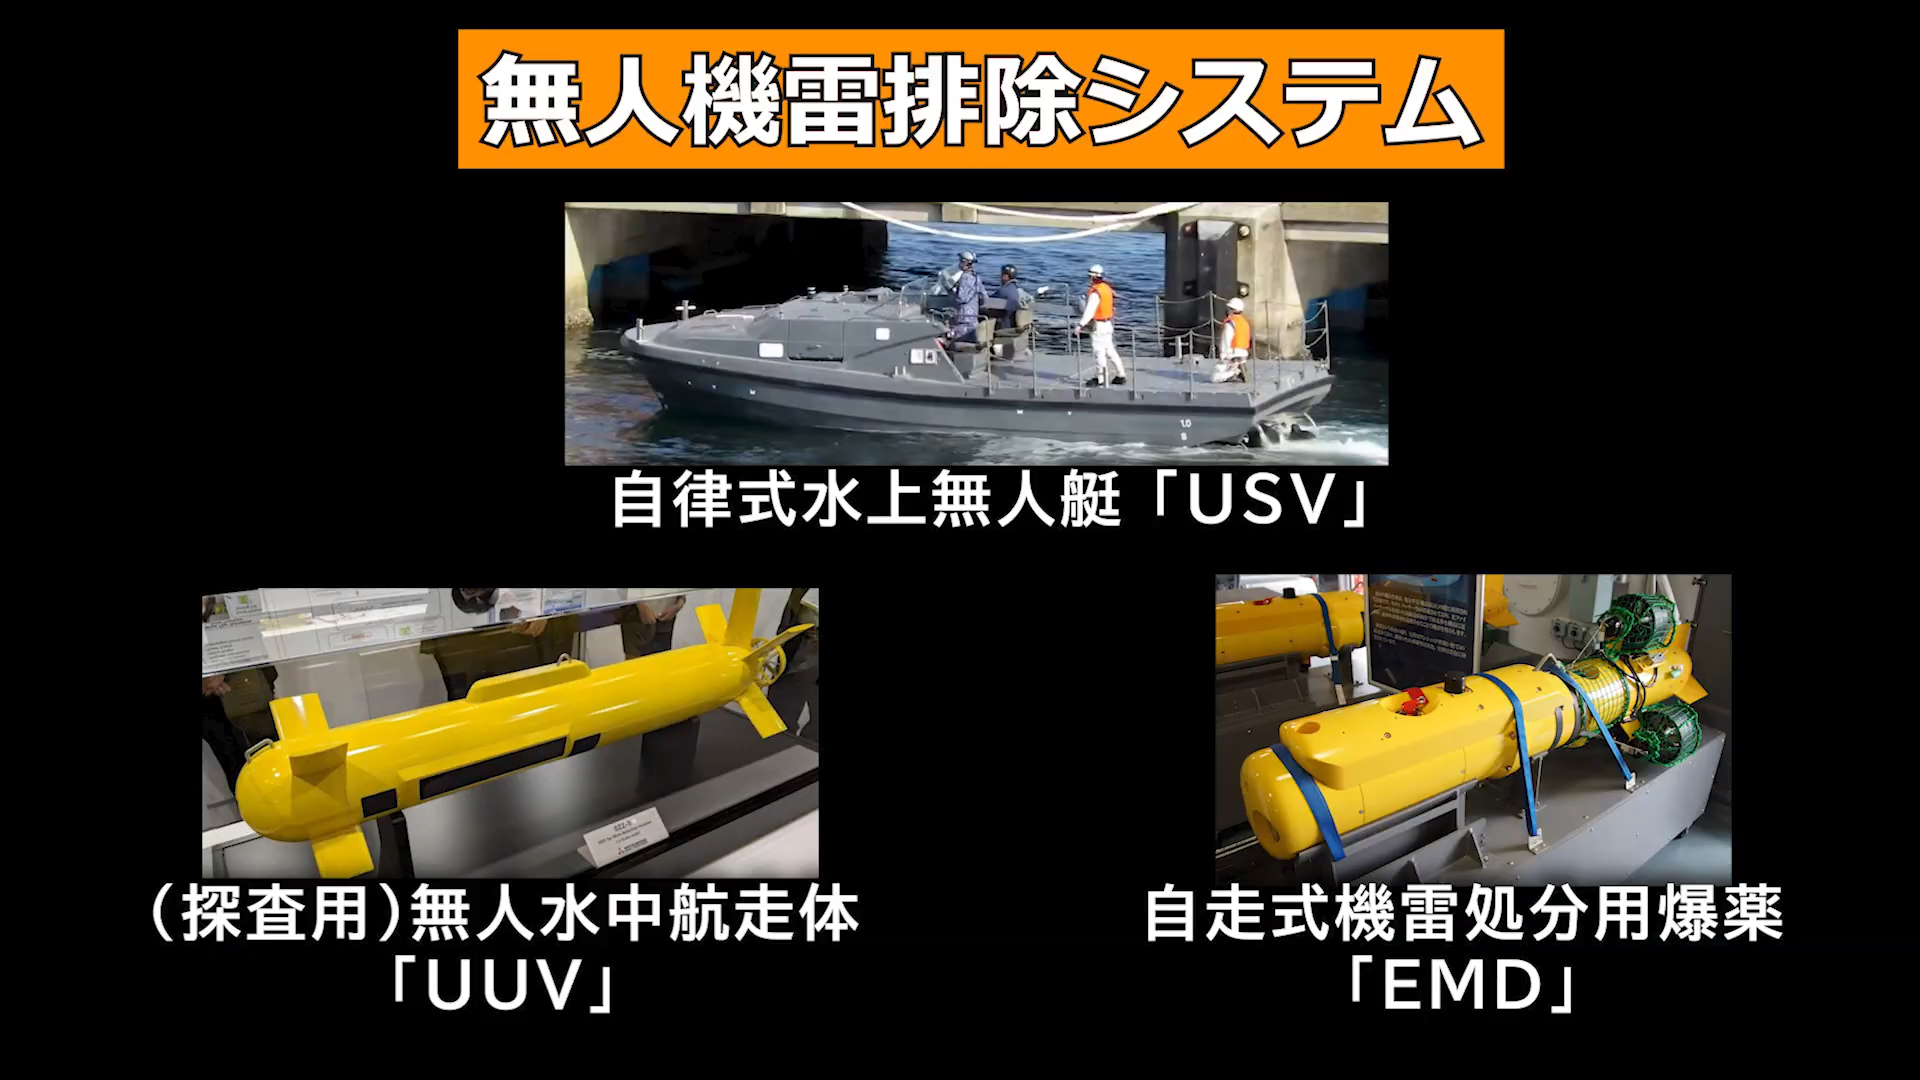 無人機雷排除システム
自律式水上無人艇「USV」
(探査用)無人水中航走体
「UUV」
自走式機雷処分用爆薬
「EMD」